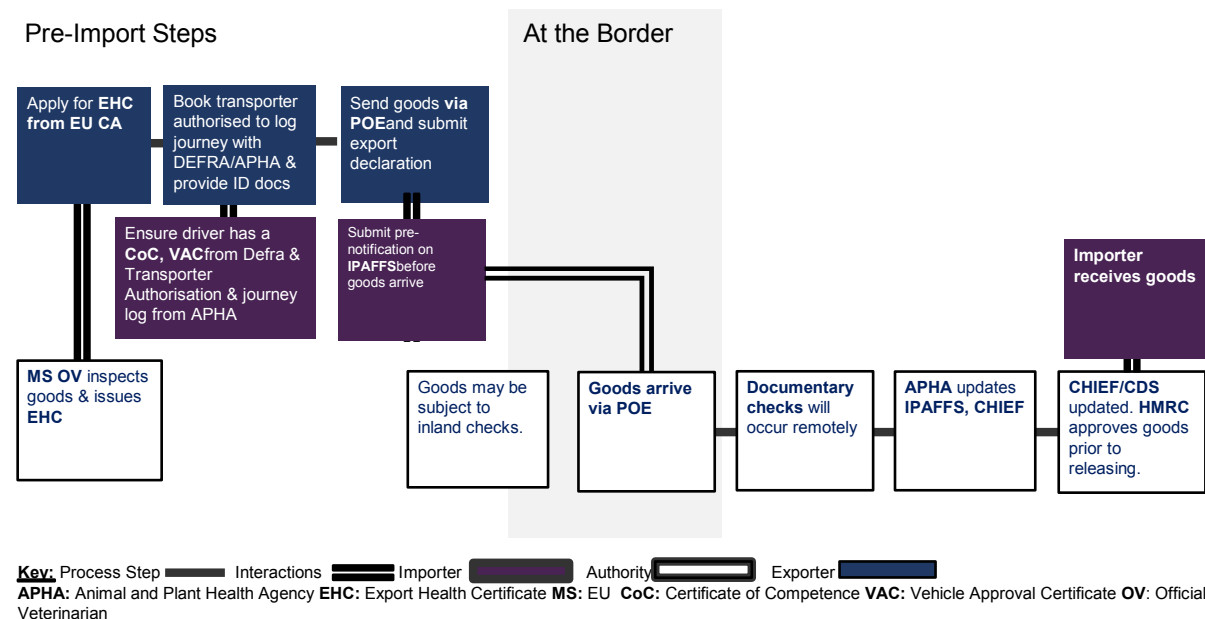 Pre-Import Steps
At the Border
Apply for EHC
from EU CA
Book transporter
authorised to log
journey with
DEFRA/APHA &
provide ID docs
Send goods via
POEand submit
export
declaration
Ensure driver has a
CoC, VACfrom Defra &
Transporter
Authorisation & journey
log from APHA
Submit pre-
notification on
IPAFFSbefore
goods arrive
Importer
receives goods
MS OV inspects
goods & issues
EHC
Goods may be
subject to
inland checks.
Goods arrive
via POE
Documentary
checks will
occur remotely
APHA updates
IPAFFS, CHIEF
CHIEF/CDS
updated. HMRC
approves goods
prior to
releasing.
Key: Process Step Interactions Importer Authority Exporter
APHA: Animal and Plant Health Agency EHC: Export Health Certificate MS: EU CoC: Certificate of Competence VAC: Vehicle Approval Certificate OV: Official
Veterinarian